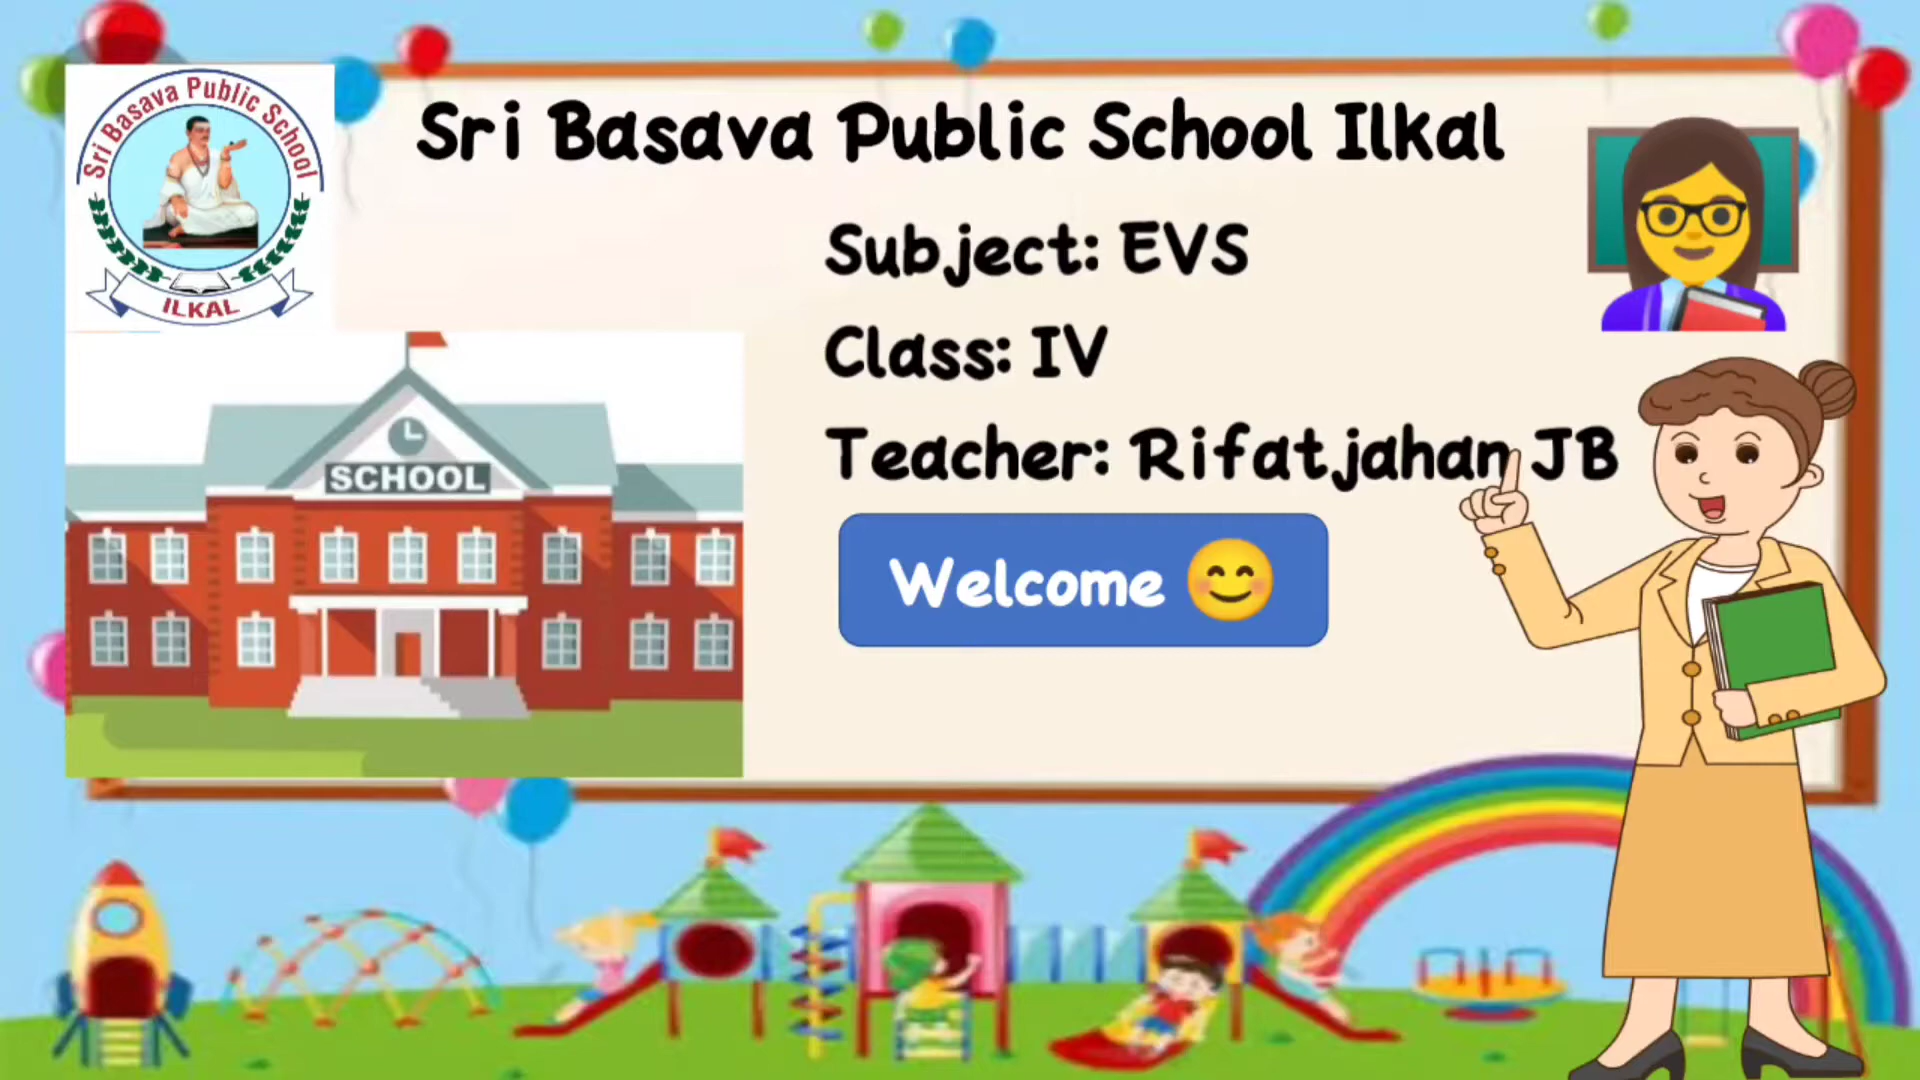 Sri Basava Public School
ILKAL
Sri Basava Public School Ilkal
Subject: EVS
Class: IV
Teacher: Rifatjahan JB
SCHOOL
Welcome 😊